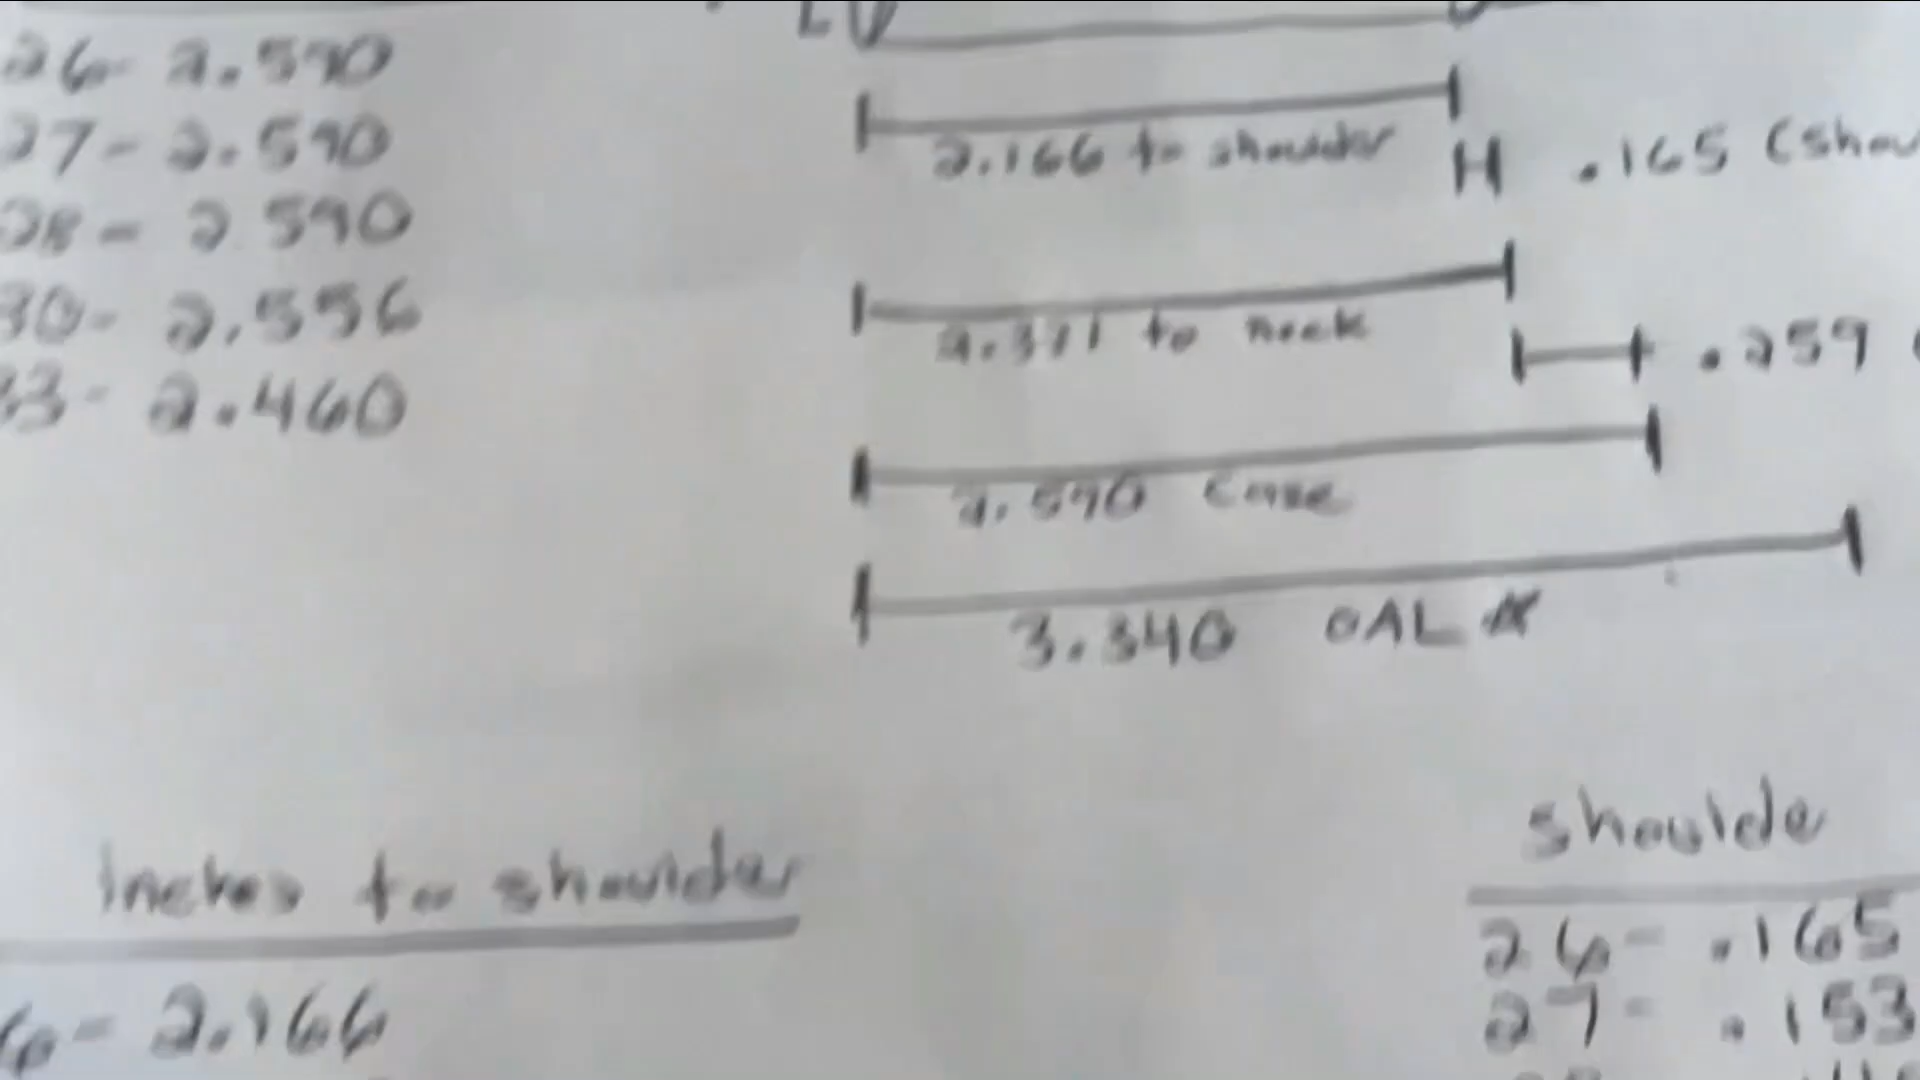 26- 2.590
27- 2.590
28- 2.590
30- 2.556
33- 2.460
2.166 to shoulder
H .165 (shou
2.331 to neck
.259 (
2.590 Case
3.340 OAL *
inches to shoulder
6- 2.166
shoulde
26- .165
27- .153